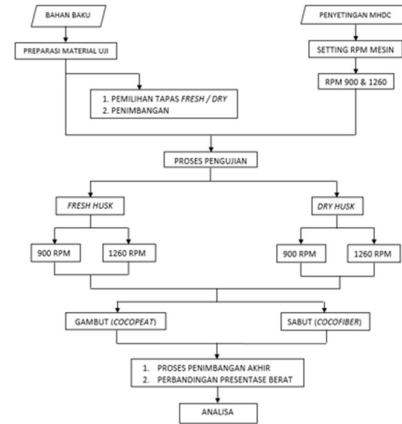 BAHAN BAKU
PENYETINGAN MHDC
PREPARASI MATERIAL UJI
SETTING RPM MESIN
RPM 900 & 1260
1. PEMILIHAN TAPAS FRESH / DRY
2. PENIMBANGAN
PROSES PENGUJIAN
FRESH HUSK
DRY HUSK
900 RPM
1260 RPM
900 RPM
1260 RPM
GAMBUT (COCOPEAT)
SABUT (COCOFIBER)
1. PROSES PENIMBANGAN AKHIR
2. PERBANDINGAN PRESENTASE BERAT
ANALISA